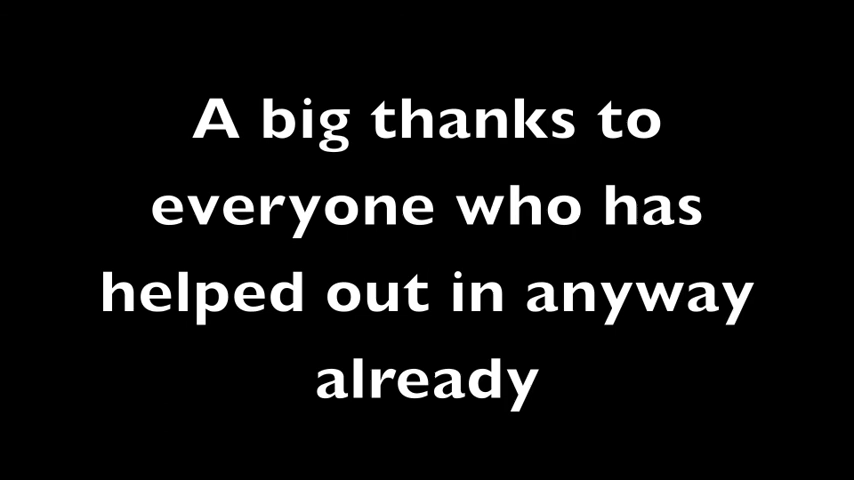 A big thanks to
everyone who has
helped out in anyway
already